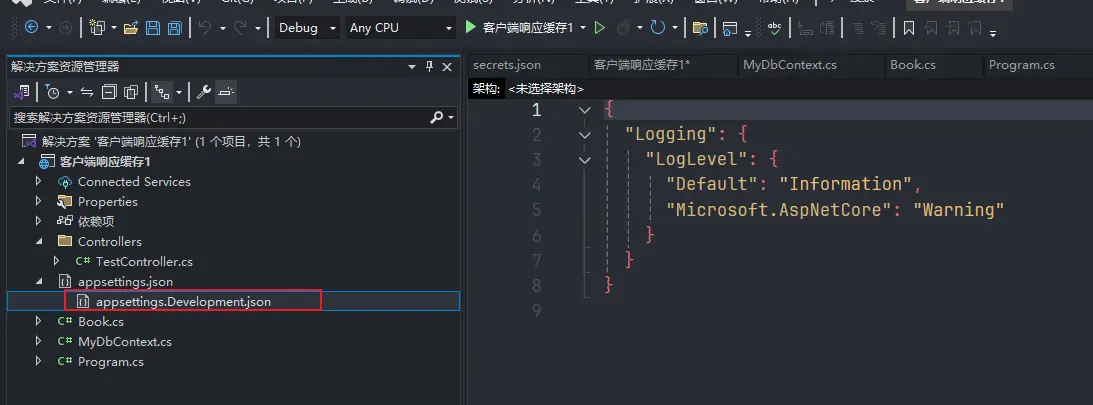 Debug Any CPU 客户端响应缓存1
解决方案资源管理器
搜索解决方案资源管理器(Ctrl+;)
解决方案 '客户端响应缓存1' (1 个项目，共 1 个)
客户端响应缓存1
Connected Services
Properties
依赖项
Controllers
C# TestController.cs
appsettings.json
appsettings.Development.json
C# Book.cs
C# MyDbContext.cs
C# Program.cs
secrets.json 客户端响应缓存1* MyDbContext.cs Book.cs Program.cs
架构: <未选择架构>
1 {
2 "Logging": {
3 "LogLevel": {
4 "Default": "Information",
5 "Microsoft.AspNetCore": "Warning"
6 }
7 }
8 }
9